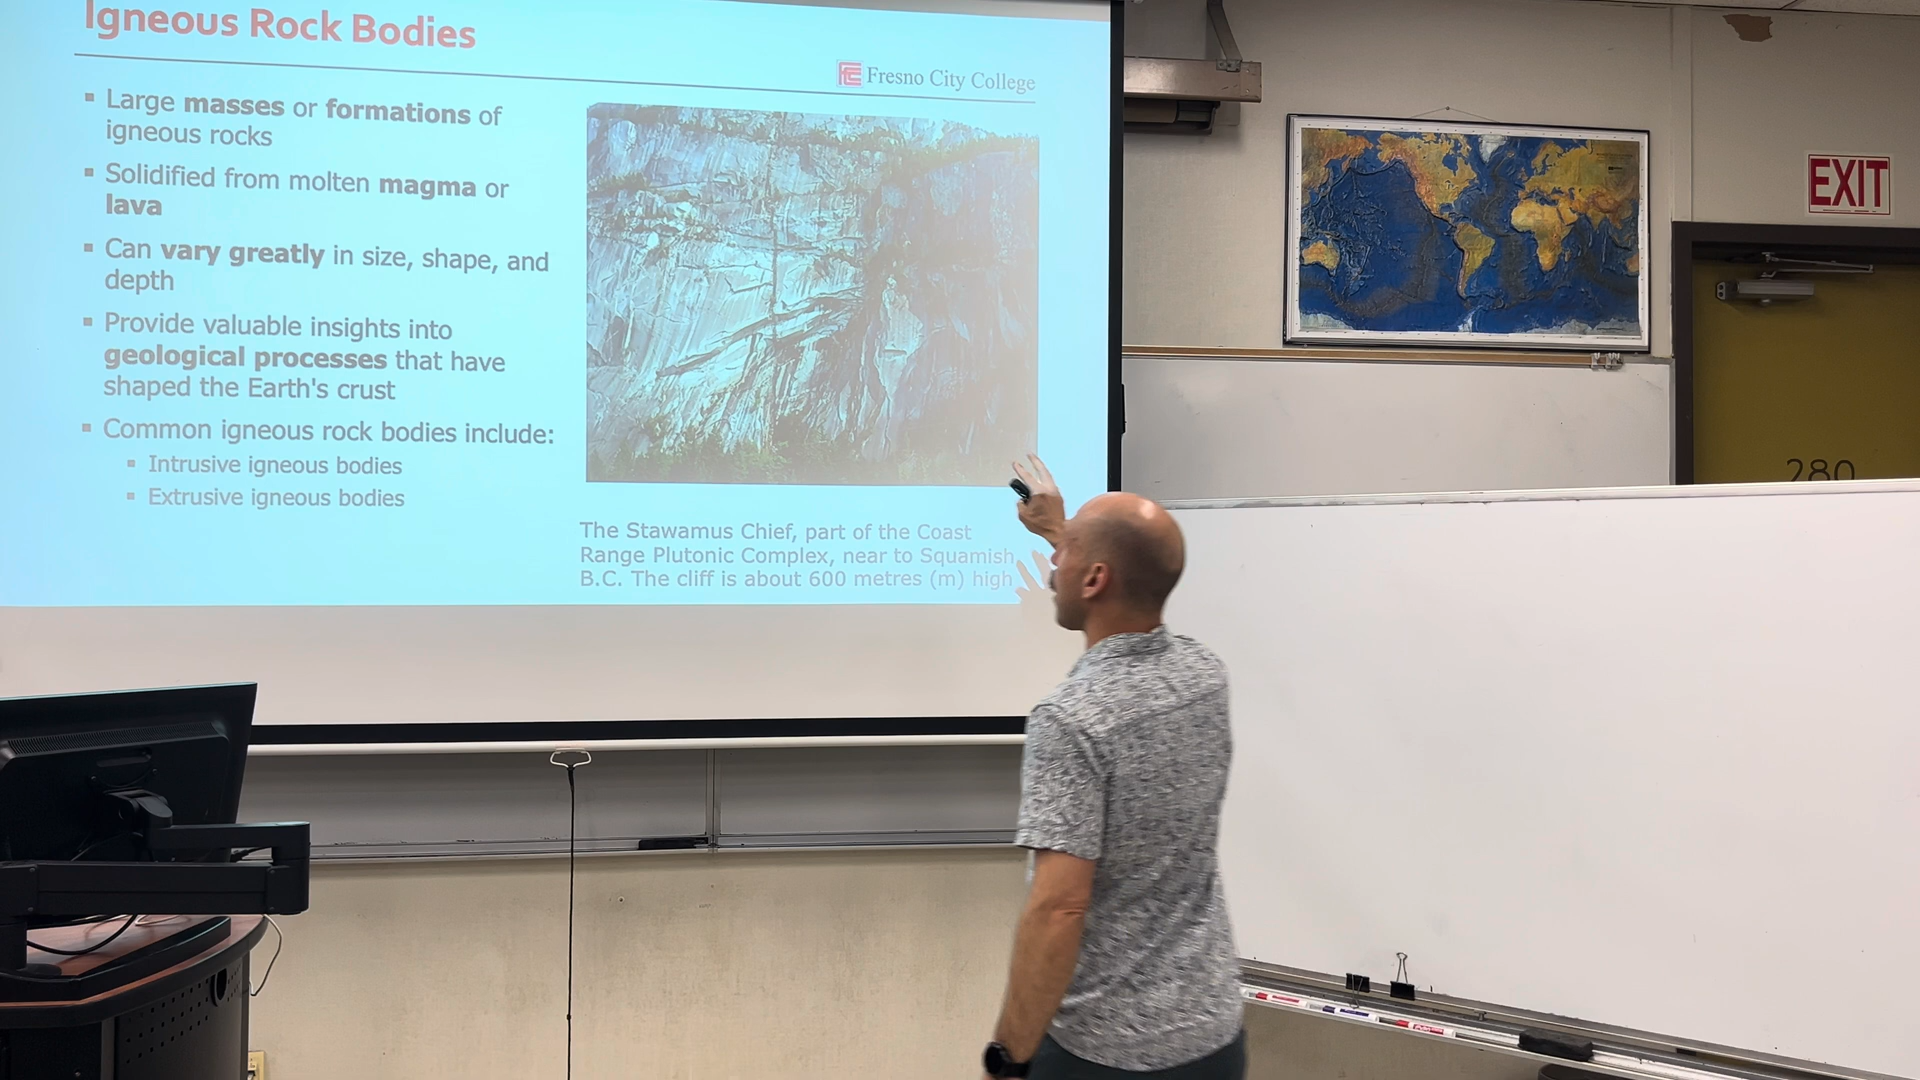 Igneous Rock Bodies
Fresno City College
▪ Large masses or formations of
igneous rocks
▪ Solidified from molten magma or
lava
▪ Can vary greatly in size, shape, and
depth
▪ Provide valuable insights into
geological processes that have
shaped the Earth's crust
▪ Common igneous rock bodies include:
▪ Intrusive igneous bodies
▪ Extrusive igneous bodies
The Stawamus Chief, part of the Coast
Range Plutonic Complex, near to Squamish
B.C. The cliff is about 600 metres (m) high
EXIT
280